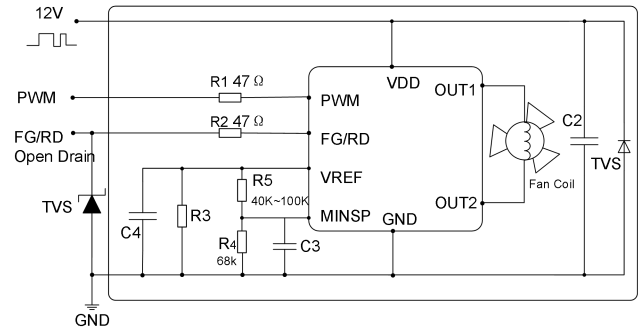 12V
R1 47 Ω
VDD
OUT1
PWM
PWM
R2 47 Ω
C2
FG/RD
Open Drain
FG/RD
TVS
Fan Coil
R5
VREF
40K~100K
TVS
OUT2
R3
MINSP
GND
C4
R4
68k
C3
GND